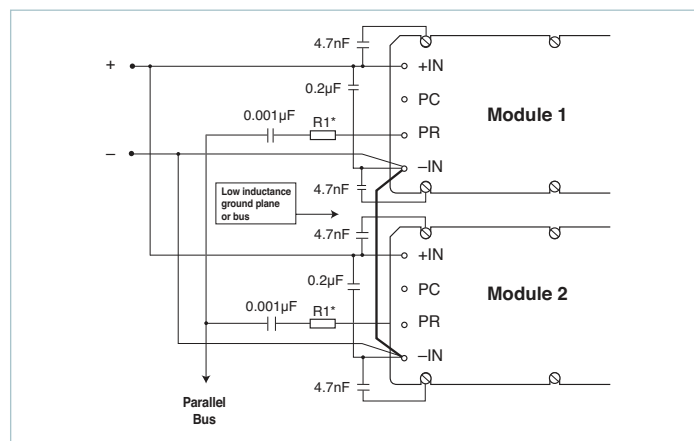 4.7nF
+
+IN
0.2µF
PC
Module 1
0.001µF
R1*
PR
–
–IN
4.7nF
Low inductance
ground plane
or bus
4.7nF
+IN
0.2µF
PC
Module 2
0.001µF
R1*
PR
–IN
4.7nF
Parallel
Bus